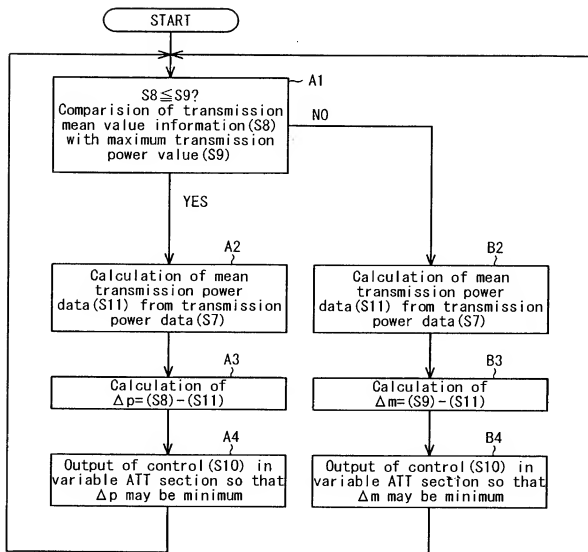 START
A1
S8≦S9?
Comparision of transmission
mean value information(S8)
with maximum transmission
power value(S9)
NO
YES
A2
Calculation of mean
transmission power
data(S11) from transmission
power data(S7)
B2
Calculation of mean
transmission power
data(S11) from transmission
power data(S7)
A3
Calculation of
Δp=(S8)-(S11)
B3
Calculation of
Δm=(S9)-(S11)
A4
Output of control(S10) in
variable ATT section so that
Δp may be minimum
B4
Output of control(S10) in
variable ATT section so that
Δm may be minimum